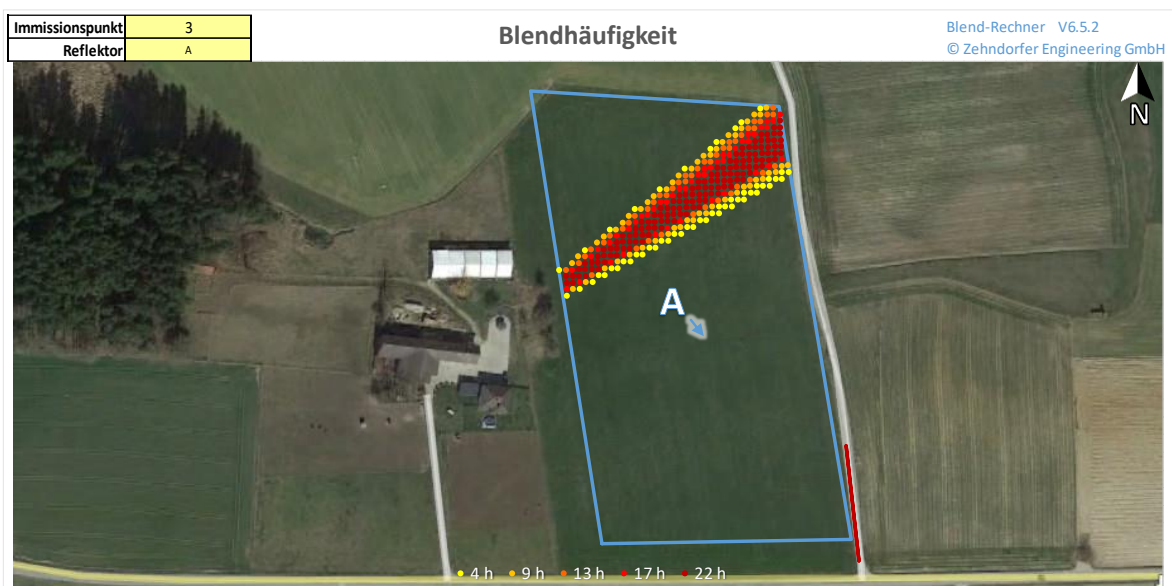 Immissionspunkt 3
Reflektor A
Blendhäufigkeit
Blend-Rechner V6.5.2
© Zehndorfer Engineering GmbH
N
A
4 h 9 h 13 h 17 h 22 h